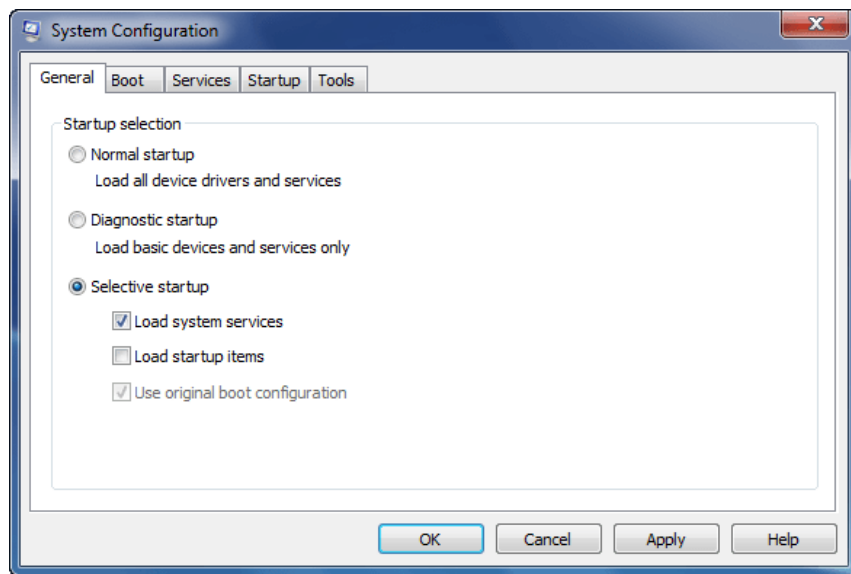 System Configuration
General Boot Services Startup Tools
Startup selection
Normal startup
Load all device drivers and services
Diagnostic startup
Load basic devices and services only
Selective startup
Load system services
Load startup items
Use original boot configuration
OK Cancel Apply Help